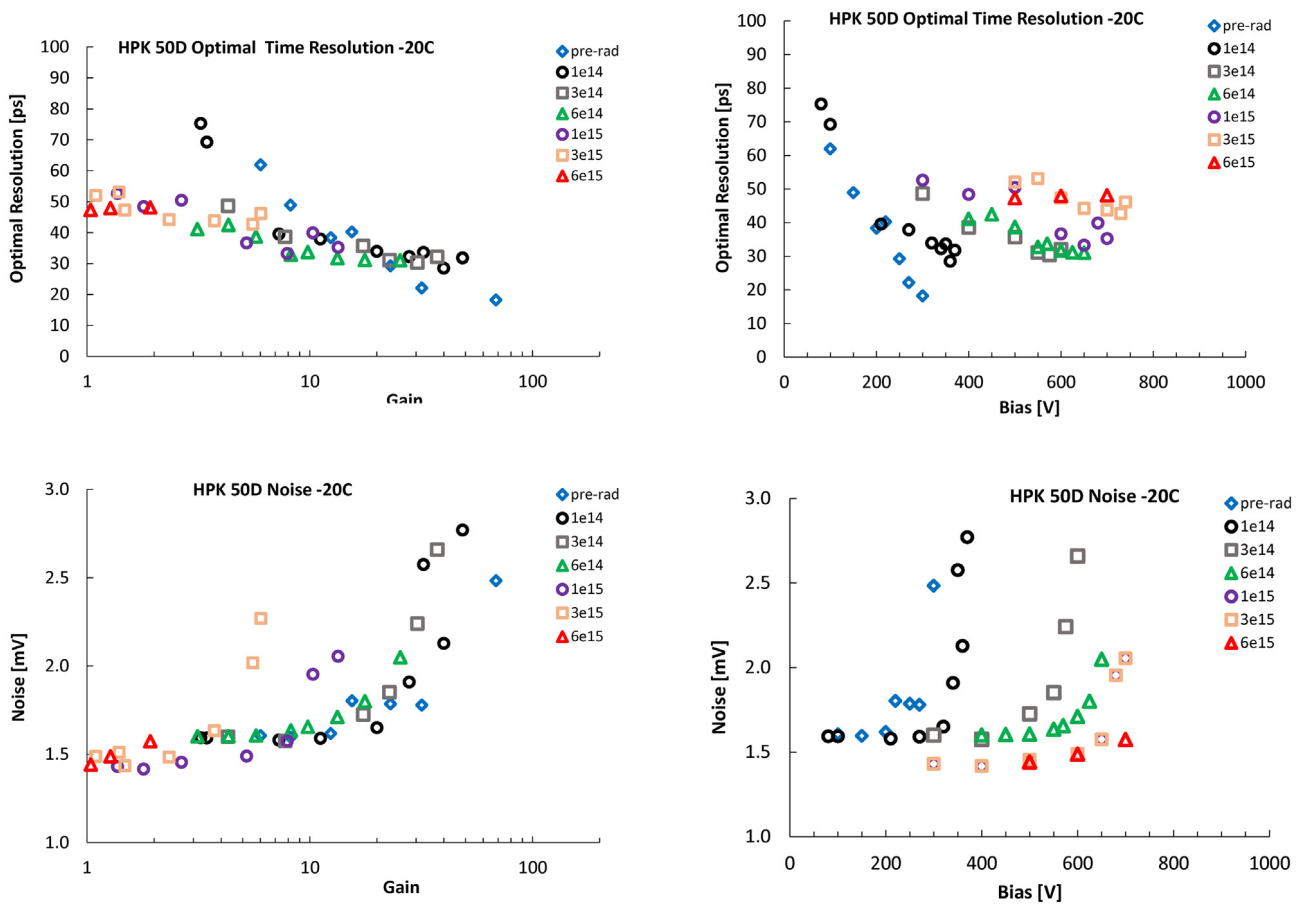 HPK 50D Optimal Time Resolution -20C
Optimal Resolution [ps]
100
90
80
70
60
50
40
30
20
10
0
1
10
100
Gain
pre-rad
1e14
3e14
6e14
1e15
3e15
6e15
HPK 50D Optimal Time Resolution -20C
Optimal Resolution [ps]
100
90
80
70
60
50
40
30
20
10
0
0
200
400
600
800
1000
Bias [V]
pre-rad
1e14
3e14
6e14
1e15
3e15
6e15
HPK 50D Noise -20C
Noise [mV]
3.0
2.5
2.0
1.5
1.0
1
10
100
Gain
pre-rad
1e14
3e14
6e14
1e15
3e15
6e15
HPK 50D Noise -20C
Noise [mV]
3.0
2.5
2.0
1.5
1.0
0
200
400
600
800
1000
Bias [V]
pre-rad
1e14
3e14
6e14
1e15
3e15
6e15